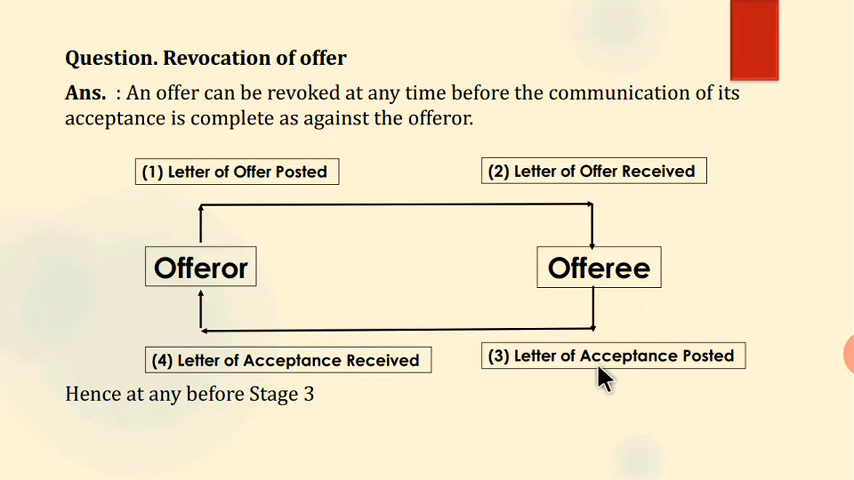 Question. Revocation of offer
Ans. : An offer can be revoked at any time before the communication of its
acceptance is complete as against the offeror.
(1) Letter of Offer Posted
(2) Letter of Offer Received
Offeror
Offeree
(4) Letter of Acceptance Received
(3) Letter of Acceptance Posted
Hence at any before Stage 3